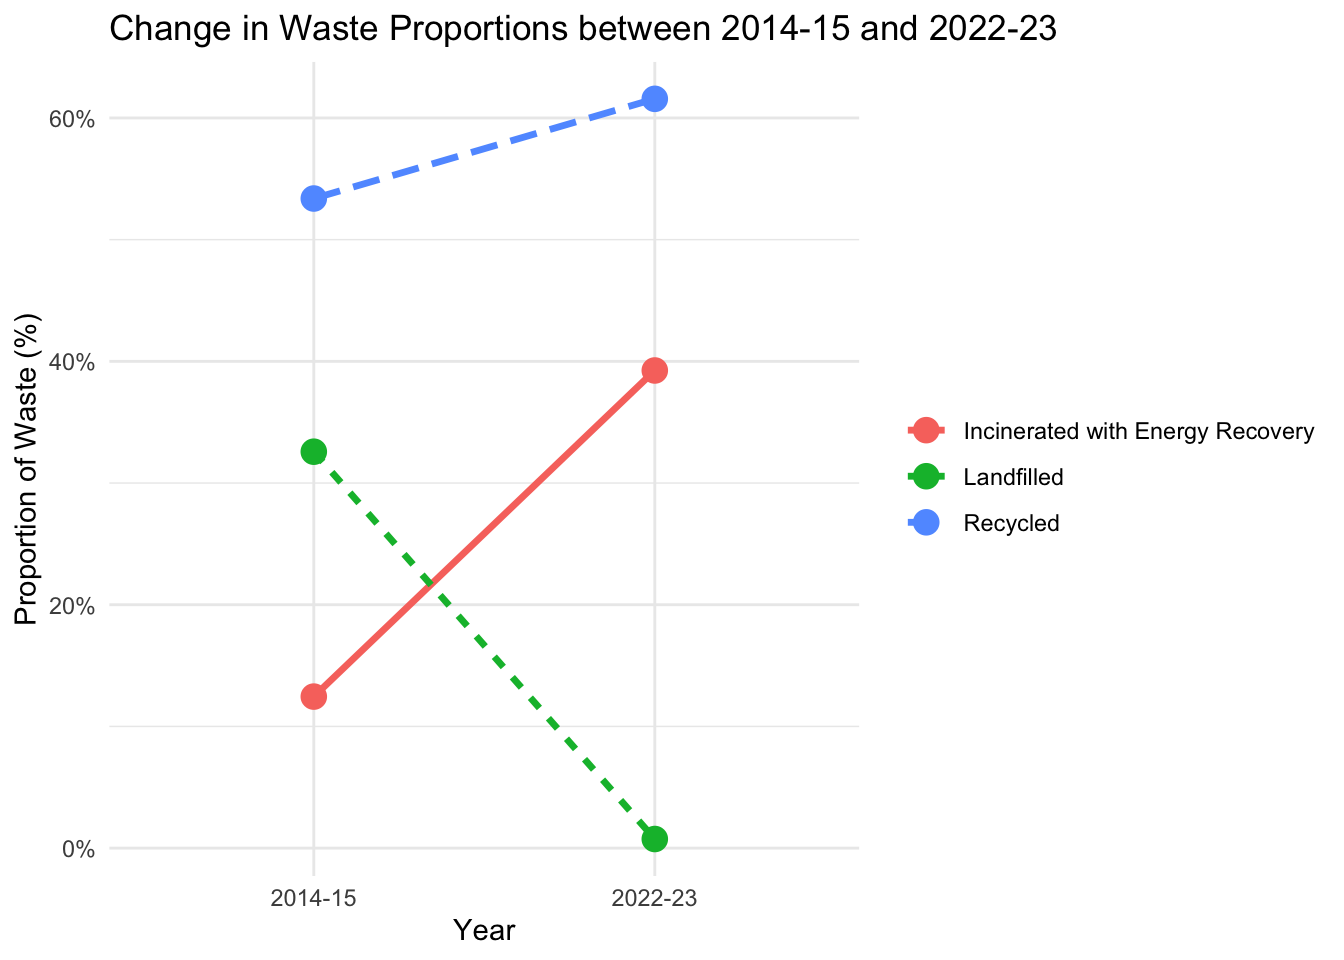 Change in Waste Proportions between 2014-15 and 2022-23
Proportion of Waste (%)
60%
40%
20%
0%
2014-15
2022-23
Year
Incinerated with Energy Recovery
Landfilled
Recycled